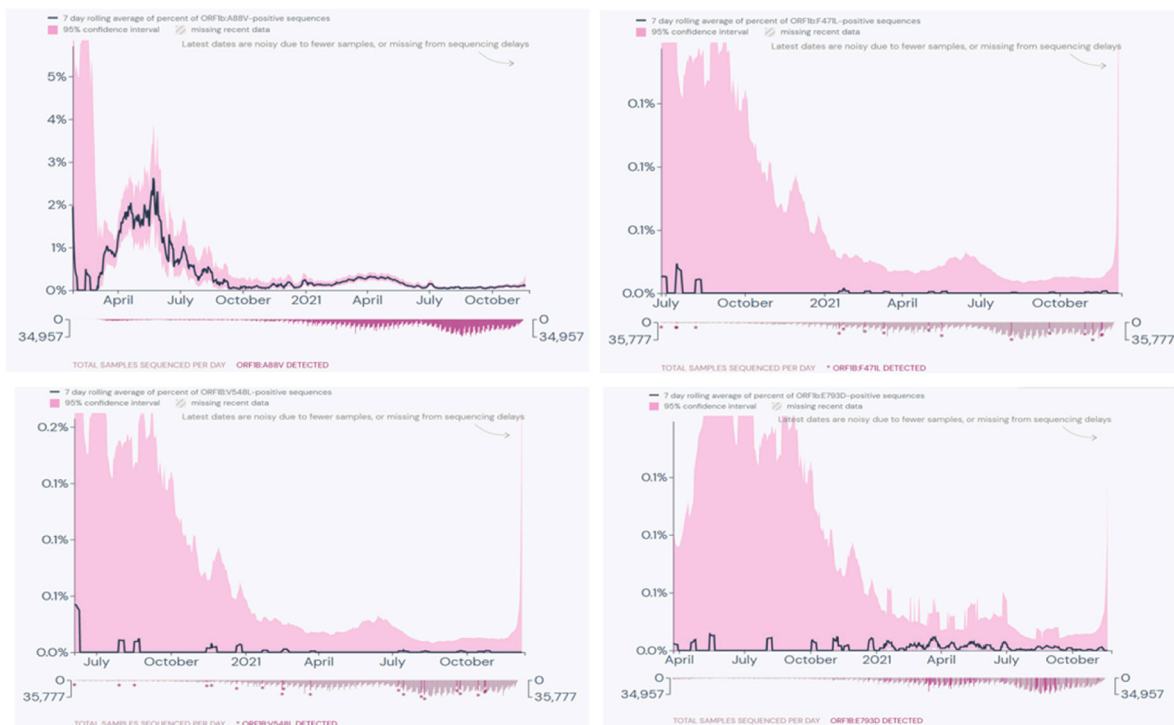 7 day rolling average of percent of ORF1b:A88V-positive sequences
95% confidence interval missing recent data
Latest dates are noisy due to fewer samples, or missing from sequencing delays
5%
4%
3%
2%
1%
0%
April July October 2021 April July October
0 0
34,957 34,957
TOTAL SAMPLES SEQUENCED PER DAY ORF1B:A88V DETECTED
7 day rolling average of percent of ORF1b:F471L-positive sequences
95% confidence interval missing recent data
Latest dates are noisy due to fewer samples, or missing from sequencing delays
0.1%
0.1%
0.1%
0.0%
July October 2021 April July October
0 0
35,777 35,777
TOTAL SAMPLES SEQUENCED PER DAY * ORF1B:F471L DETECTED
7 day rolling average of percent of ORF1b:V548L-positive sequences
95% confidence interval missing recent data
Latest dates are noisy due to fewer samples, or missing from sequencing delays
0.2%
0.1%
0.1%
0.0%
July October 2021 April July October
0 0
35,777 35,777
TOTAL SAMPLES SEQUENCED PER DAY * ORF1B:V548L DETECTED
7 day rolling average of percent of ORF1b:E793D-positive sequences
95% confidence interval missing recent data
Latest dates are noisy due to fewer samples, or missing from sequencing delays
0.1%
0.1%
0.1%
0.0%
April July October 2021 April July October
0 0
34,957 34,957
TOTAL SAMPLES SEQUENCED PER DAY ORF1B:E793D DETECTED